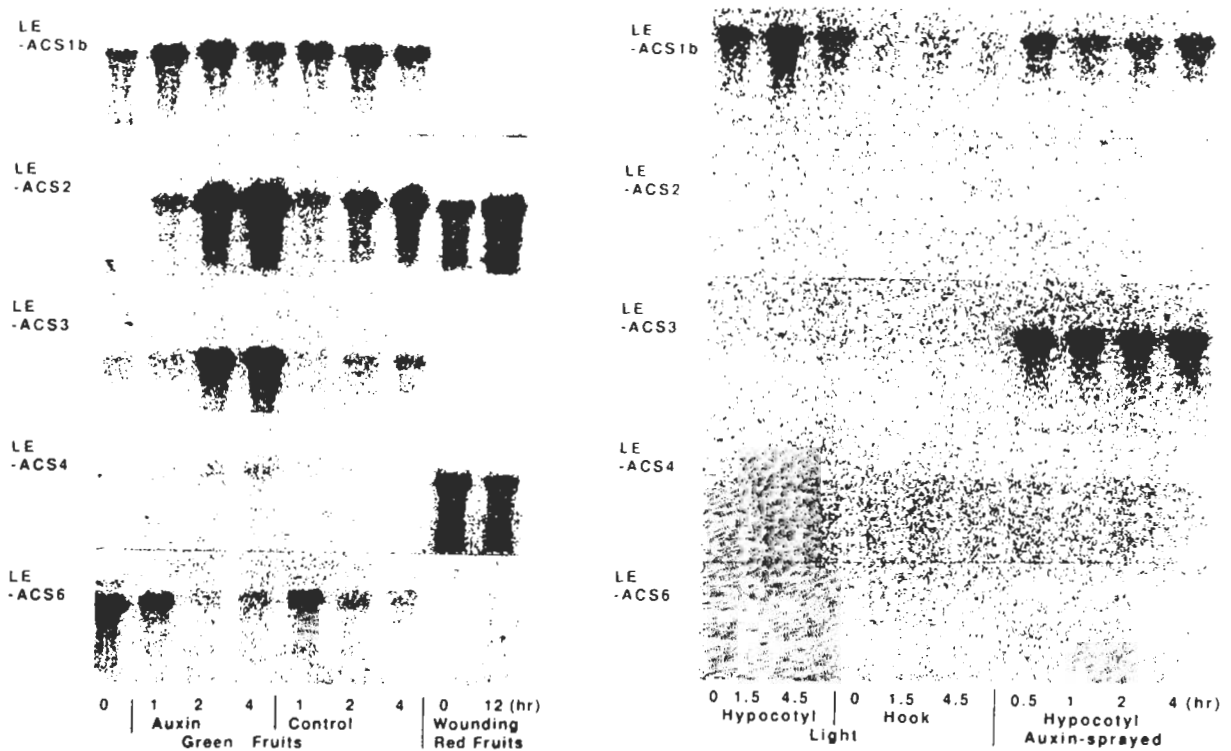 LE
-ACS1b
LE
-ACS2
LE
-ACS3
LE
-ACS4
LE
-ACS6
0 1 2 4 1 2 4 0 12 (hr)
Auxin Control Wounding
Green Fruits Red Fruits
LE
-ACS1b
LE
-ACS2
LE
-ACS3
LE
-ACS4
LE
-ACS6
0 1.5 4.5 0 1.5 4.5 0.5 1 2 4 (hr)
Hypocotyl Hook Hypocotyl
Light Auxin-sprayed